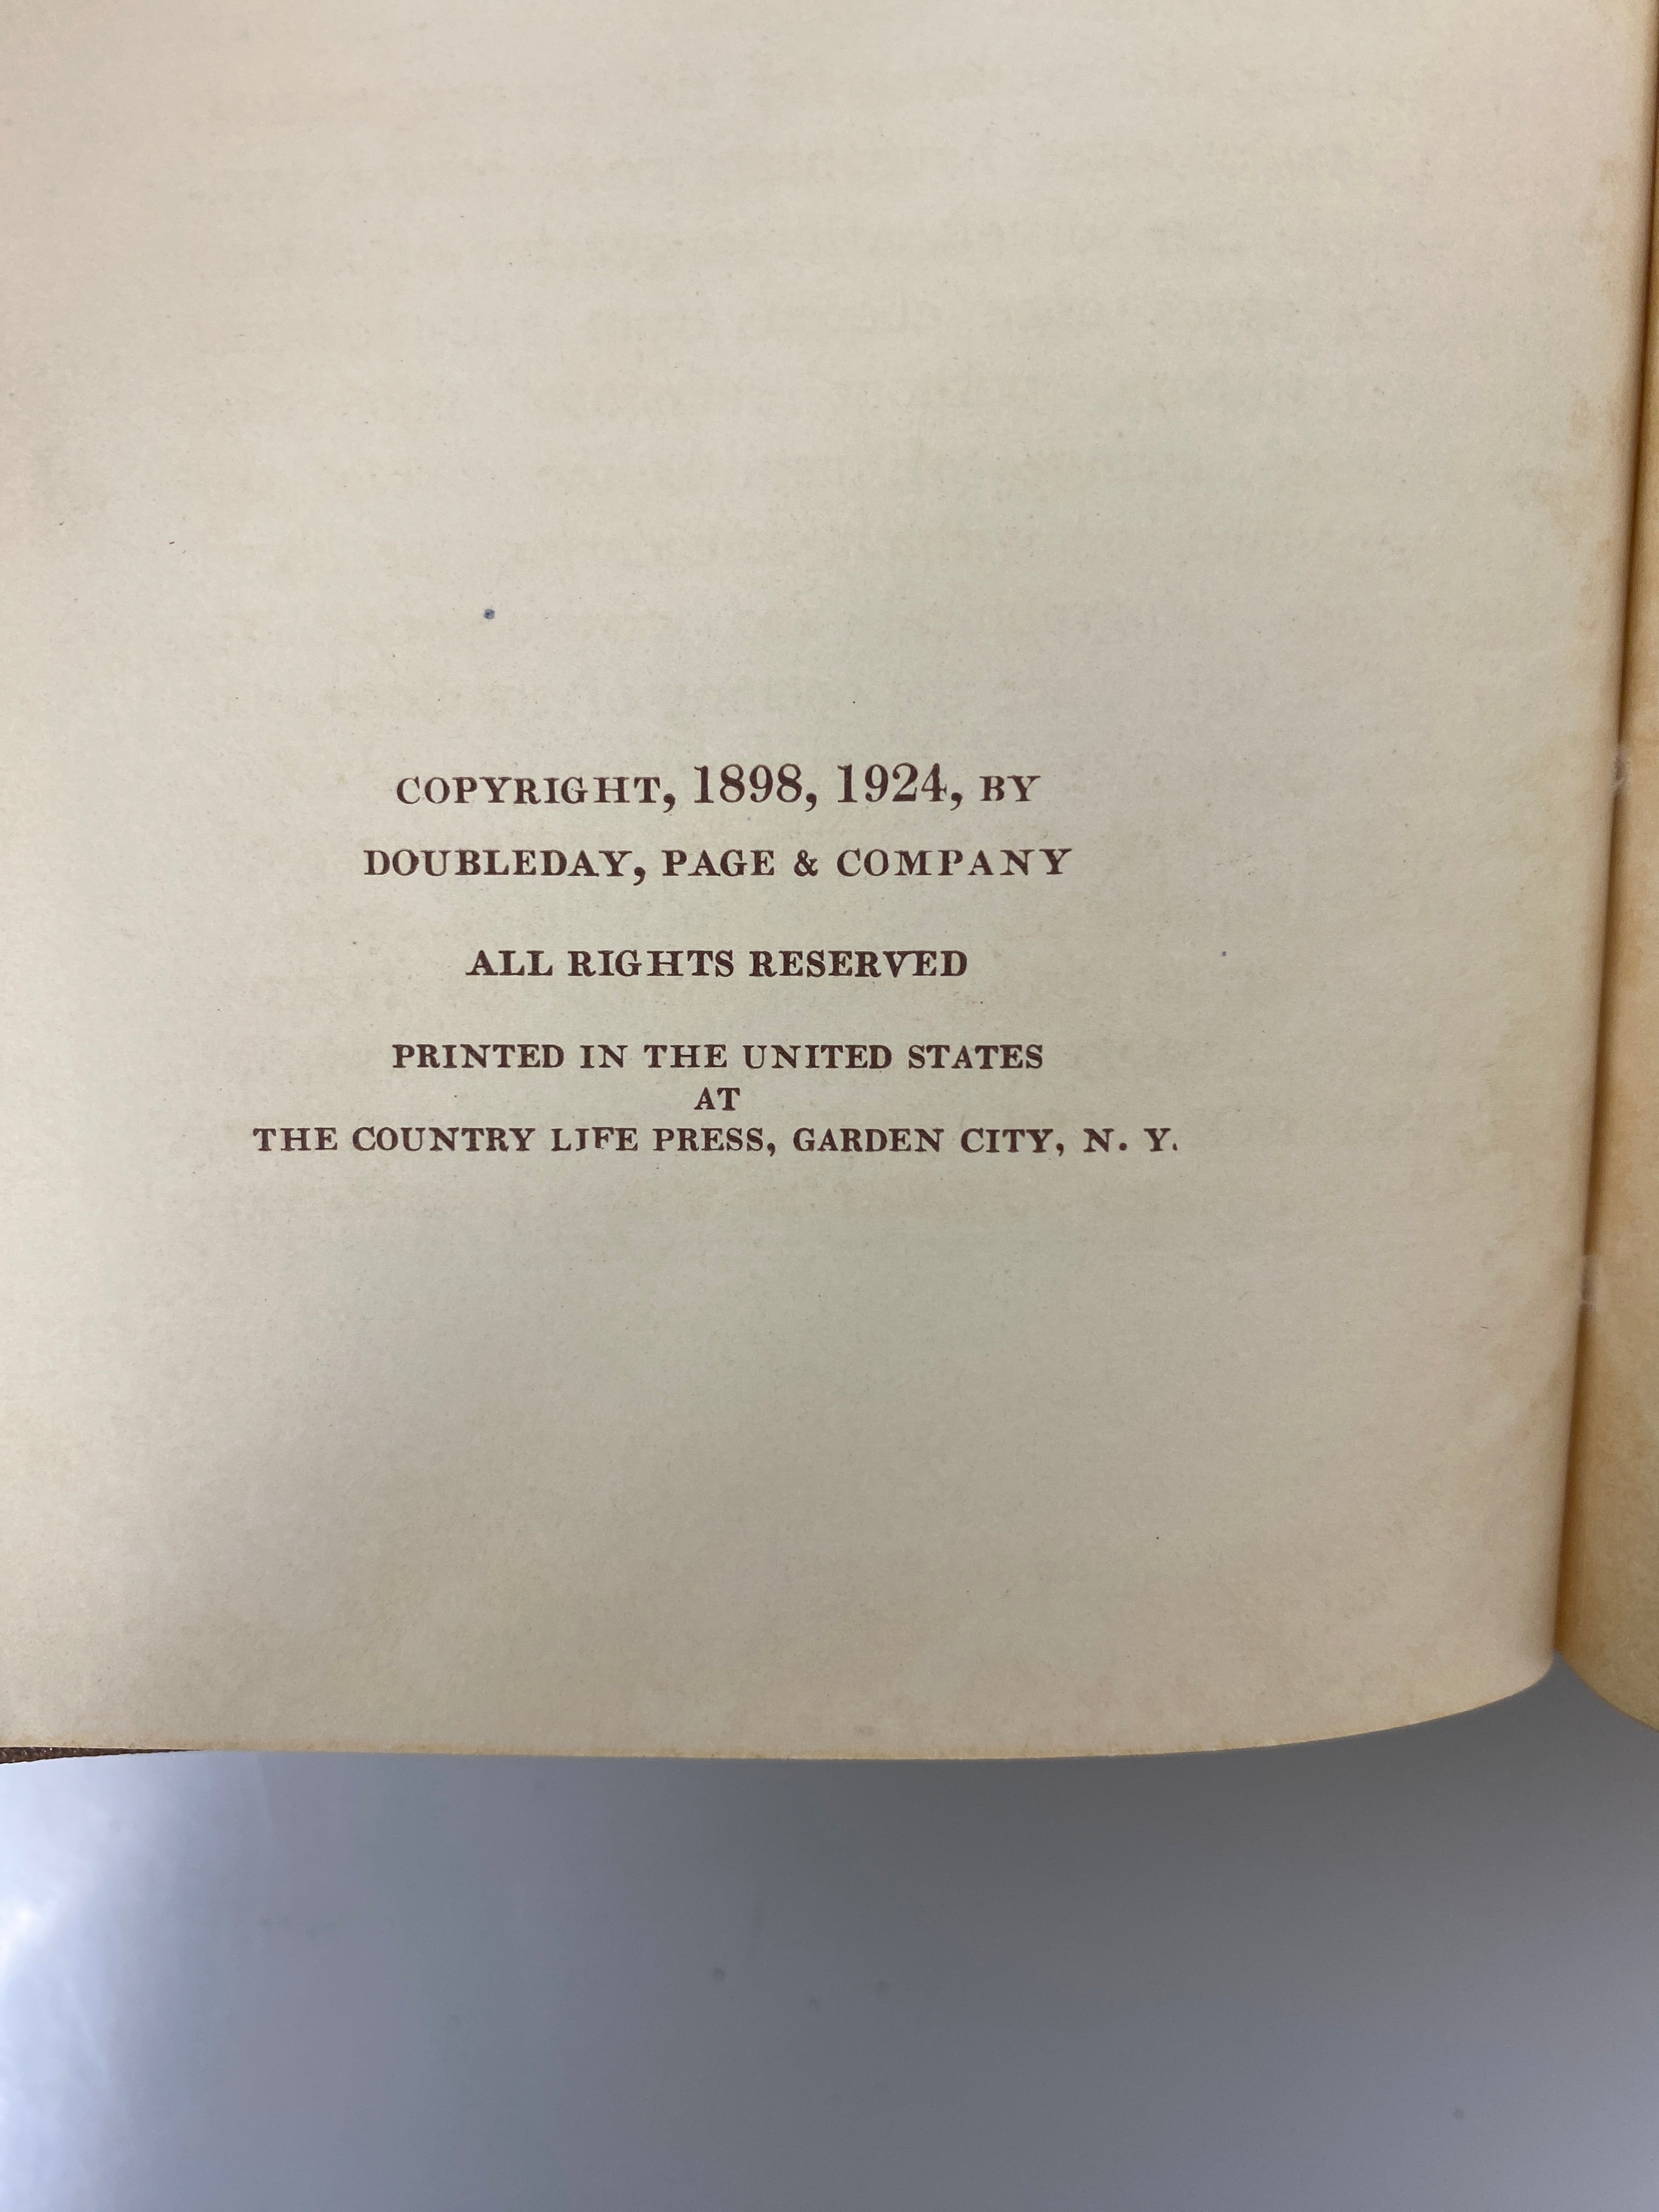 COPYRIGHT, 1898, 1924, BY
DOUBLEDAY, PAGE & COMPANY
ALL RIGHTS RESERVED
PRINTED IN THE UNITED STATES
AT
THE COUNTRY LIFE PRESS, GARDEN CITY, N. Y.